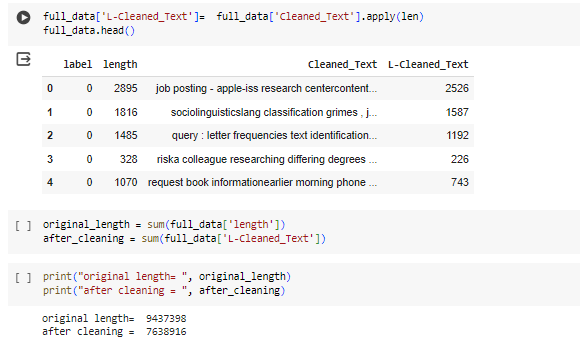 full_data['L-Cleaned_Text']=  full_data['Cleaned_Text'].apply(len)
full_data.head()
label length Cleaned_Text L-Cleaned_Text
0 0 2895 job posting - apple-iss research centercontent... 2526
1 0 1816 sociolinguisticslang classification grimes , j... 1587
2 0 1485 query : letter frequencies text identification... 1192
3 0 328 riska colleague researching differing degrees ... 226
4 0 1070 request book informationearlier morning phone ... 743
[ ] original_length = sum(full_data['length'])
after_cleaning = sum(full_data['L-Cleaned_Text'])
[ ] print("original length= ", original_length)
print("after cleaning = ", after_cleaning)
original length=  9437398
after cleaning =  7638916